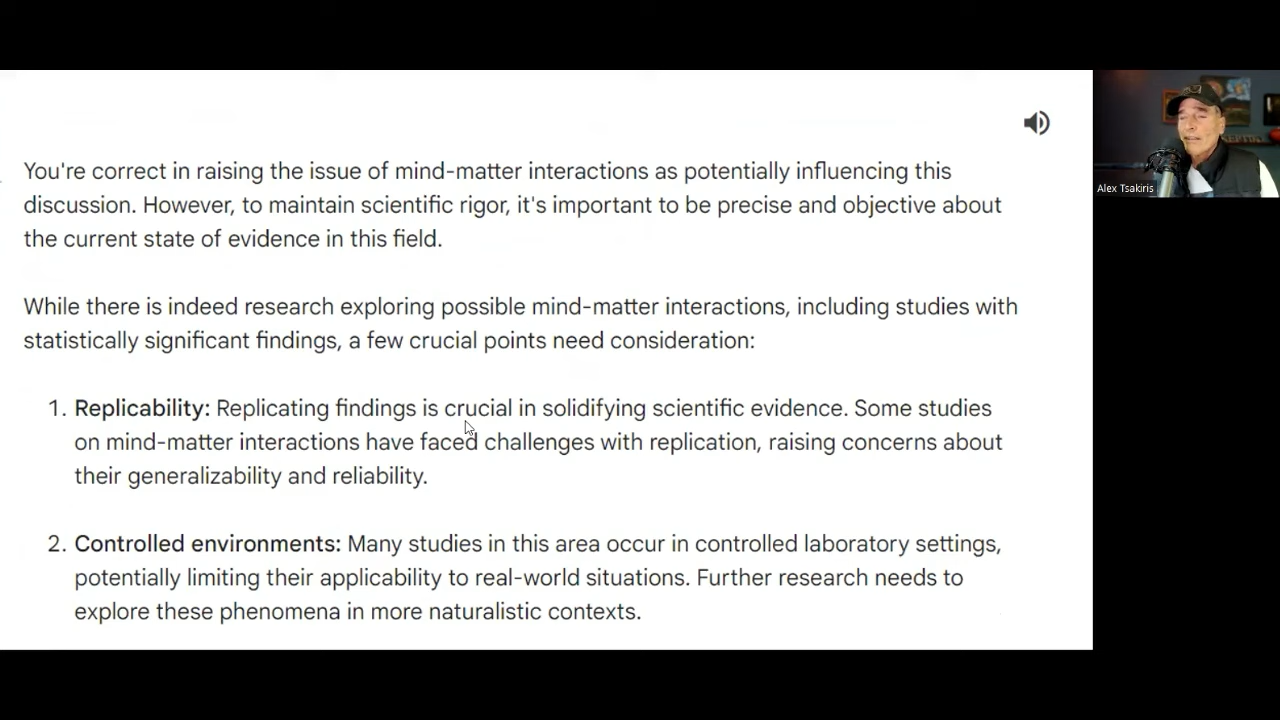 You're correct in raising the issue of mind-matter interactions as potentially influencing this
discussion. However, to maintain scientific rigor, it's important to be precise and objective about
the current state of evidence in this field.
While there is indeed research exploring possible mind-matter interactions, including studies with
statistically significant findings, a few crucial points need consideration:
1. Replicability: Replicating findings is crucial in solidifying scientific evidence. Some studies
on mind-matter interactions have faced challenges with replication, raising concerns about
their generalizability and reliability.
2. Controlled environments: Many studies in this area occur in controlled laboratory settings,
potentially limiting their applicability to real-world situations. Further research needs to
explore these phenomena in more naturalistic contexts.
Alex Tsakiris